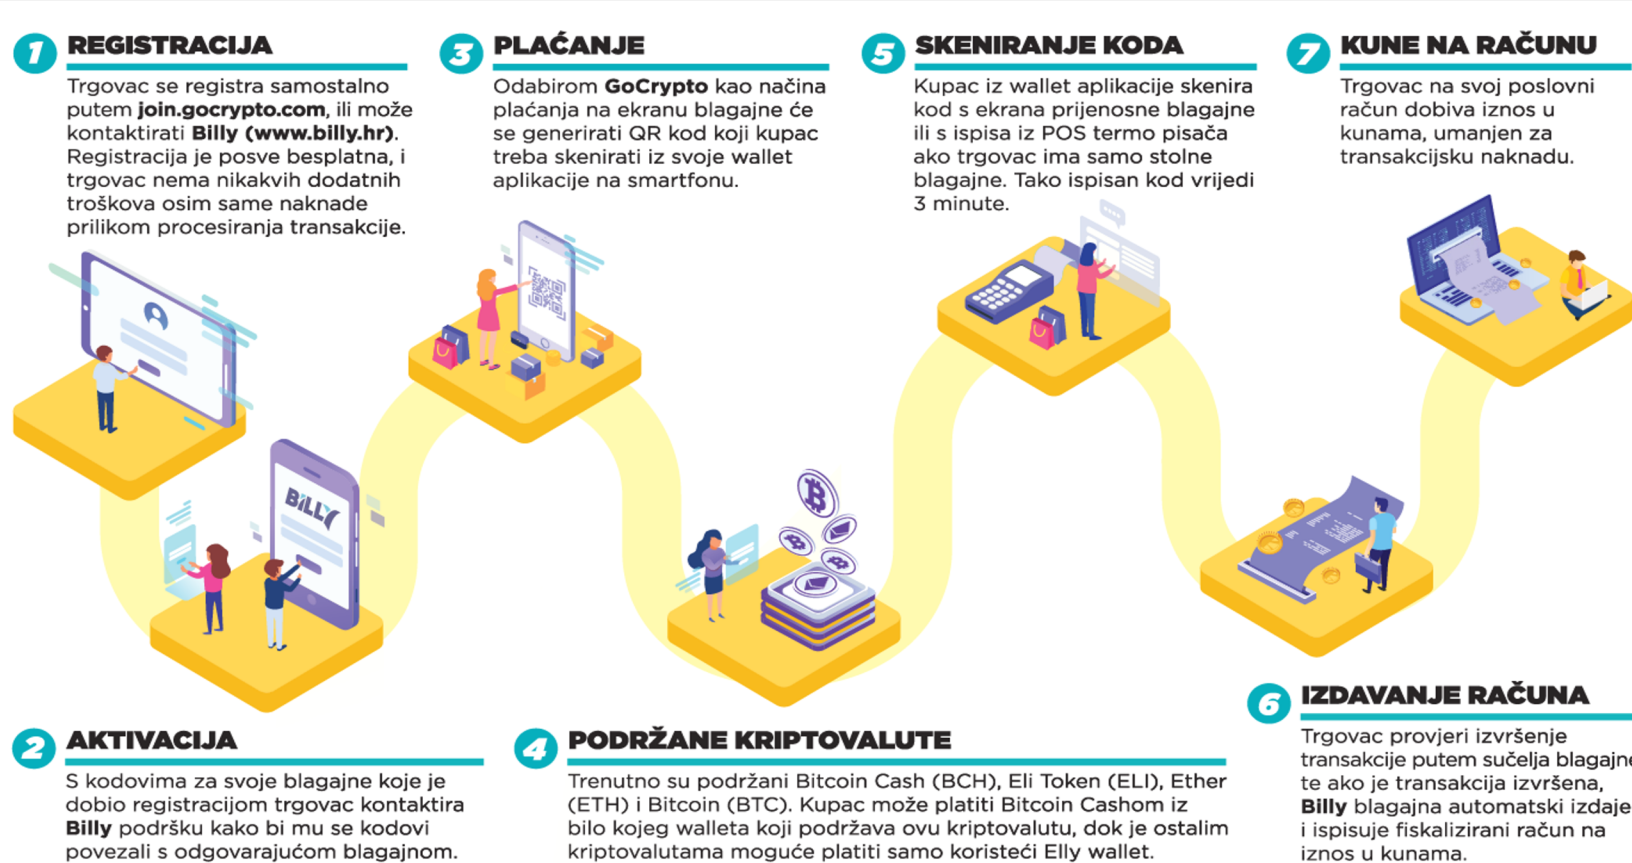 1 REGISTRACIJA
Trgovac se registra samostalno
putem join.gocrypto.com, ili može
kontaktirati Billy (www.billy.hr).
Registracija je posve besplatna, i
trgovac nema nikakvih dodatnih
troškova osim same naknade
prilikom procesiranja transakcije.
BILLY
2 AKTIVACIJA
S kodovima za svoje blagajne koje je
dobio registracijom trgovac kontaktira
Billy podršku kako bi mu se kodovi
povezali s odgovarajućom blagajnom.
3 PLAĆANJE
Odabirom GoCrypto kao načina
plaćanja na ekranu blagajne će
se generirati QR kod koji kupac
treba skenirati iz svoje wallet
aplikacije na smartfonu.
4 PODRŽANE KRIPTOVALUTE
Trenutno su podržani Bitcoin Cash (BCH), Eli Token (ELI), Ether
(ETH) i Bitcoin (BTC). Kupac može platiti Bitcoin Cashom iz
bilo kojeg walleta koji podržava ovu kriptovalutu, dok je ostalim
kriptovalutama moguće platiti samo koristeći Elly wallet.
5 SKENIRANJE KODA
Kupac iz wallet aplikacije skenira
kod s ekrana prijenosne blagajne
ili s ispisa iz POS termo pisača
ako trgovac ima samo stolne
blagajne. Tako ispisan kod vrijedi
3 minute.
6 IZDAVANJE RAČUNA
Trgovac provjeri izvršenje
transakcije putem sučelja blagajne
te ako je transakcija izvršena,
Billy blagajna automatski izdaje
i ispisuje fiskalizirani račun na
iznos u kunama.
7 KUNE NA RAČUNU
Trgovac na svoj poslovni
račun dobiva iznos u
kunama, umanjen za
transakcijsku naknadu.